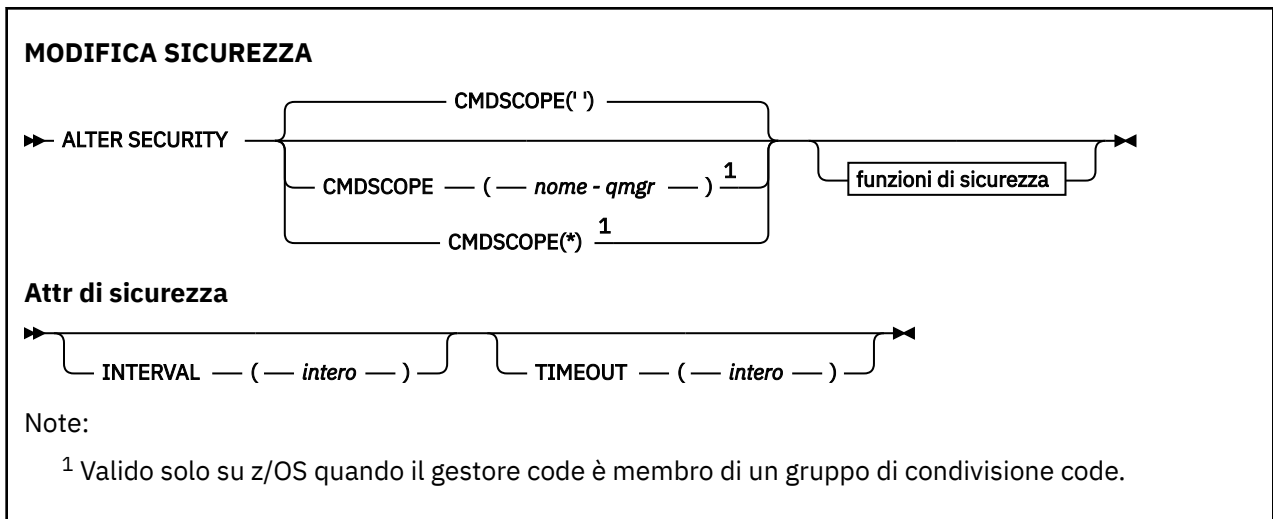 MODIFICA SICUREZZA
CMDSCOPE(' ')
ALTER SECURITY
CMDSCOPE ( nome - qmgr ) 1
funzioni di sicurezza
CMDSCOPE(*) 1
Attr di sicurezza
INTERVAL ( intero ) TIMEOUT ( intero )
Note:
1 Valido solo su z/OS quando il gestore code è membro di un gruppo di condivisione code.